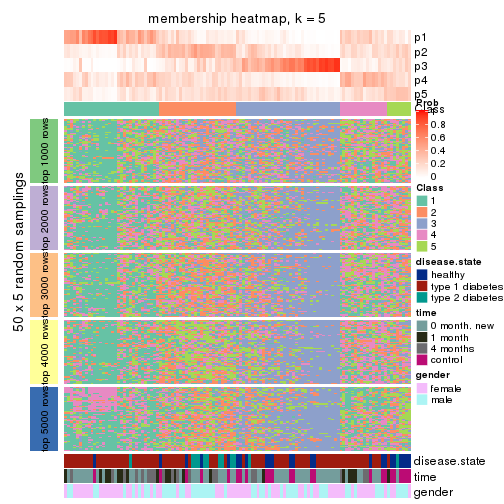 membership heatmap, k = 5
p1
p2
p3
p4
p5
Prob
Class
0.8
0.6
0.4
0.2
0
Class
1
2
3
4
5
disease.state
healthy
type 1 diabetes
type 2 diabetes
time
0 month. new
1 month
4 months
control
gender
female
male
50 x 5 random samplings
top 1000 rows
top 2000 rows
top 3000 rows
top 4000 rows
top 5000 rows
disease.state
time
gender